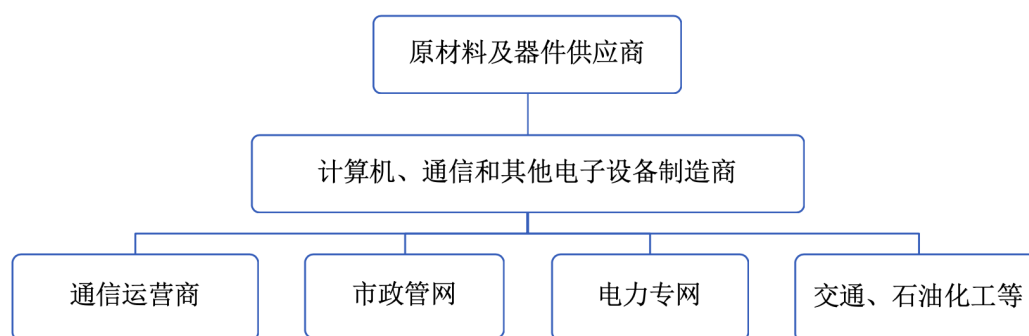 原材料及器件供应商
计算机、通信和其他电子设备制造商
通信运营商
市政管网
电力专网
交通、石油化工等